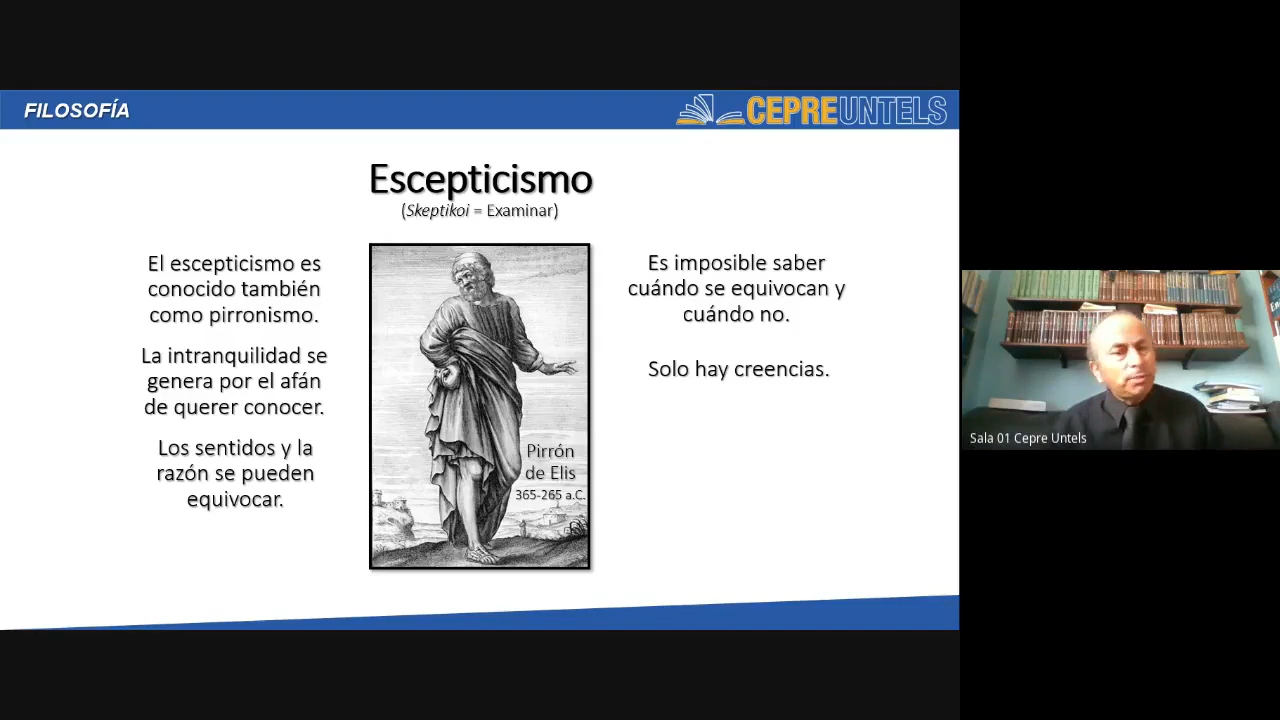 FILOSOFÍA
CEPREUNTELS
Escepticismo
(Skeptikoi = Examinar)
El escepticismo es
conocido también
como pirronismo.
La intranquilidad se
genera por el afán
de querer conocer.
Los sentidos y la
razón se pueden
equivocar.
Pirrón
de Elis
365-265 a.C.
Es imposible saber
cuándo se equivocan y
cuándo no.
Solo hay creencias.
Sala 01 Cepre Untels